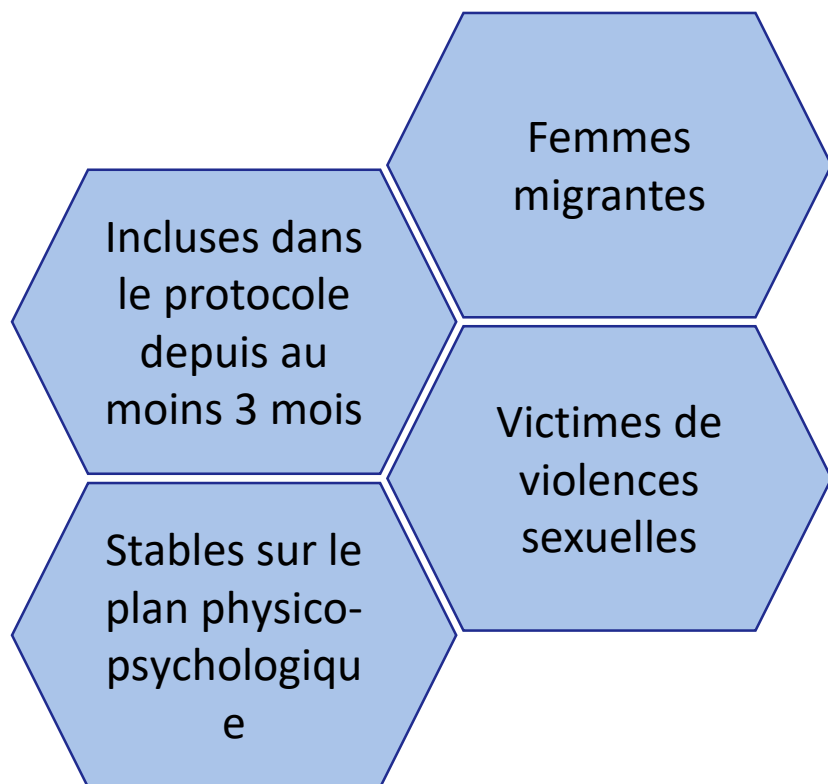 Femmes
migrantes
Incluses dans
le protocole
depuis au
moins 3 mois
Victimes de
violences
sexuelles
Stables sur le
plan physico-
psychologiqu
e